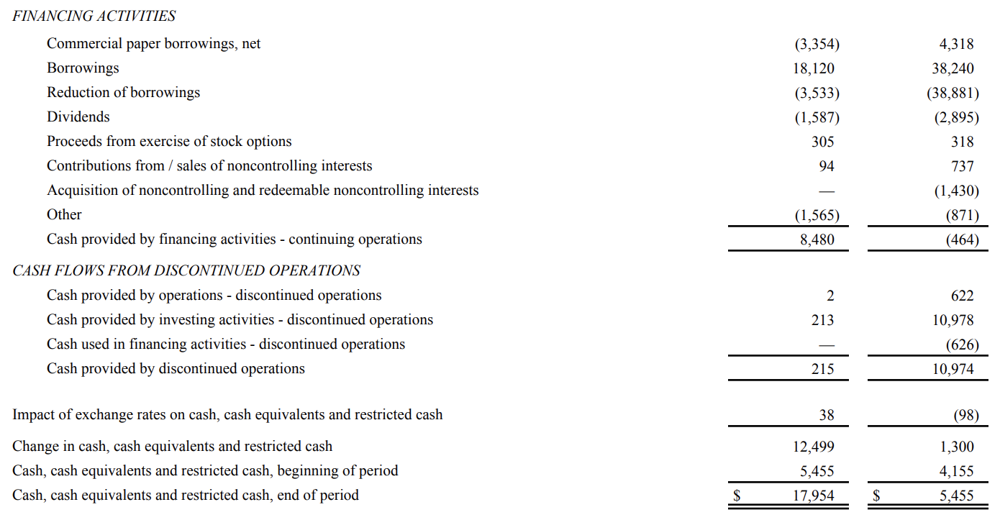 FINANCING ACTIVITIES
Commercial paper borrowings, net (3,354) 4,318
Borrowings 18,120 38,240
Reduction of borrowings (3,533) (38,881)
Dividends (1,587) (2,895)
Proceeds from exercise of stock options 305 318
Contributions from / sales of noncontrolling interests 94 737
Acquisition of noncontrolling and redeemable noncontrolling interests — (1,430)
Other (1,565) (871)
Cash provided by financing activities - continuing operations 8,480 (464)
CASH FLOWS FROM DISCONTINUED OPERATIONS
Cash provided by operations - discontinued operations 2 622
Cash provided by investing activities - discontinued operations 213 10,978
Cash used in financing activities - discontinued operations — (626)
Cash provided by discontinued operations 215 10,974
Impact of exchange rates on cash, cash equivalents and restricted cash 38 (98)
Change in cash, cash equivalents and restricted cash 12,499 1,300
Cash, cash equivalents and restricted cash, beginning of period 5,455 4,155
Cash, cash equivalents and restricted cash, end of period $ 17,954 $ 5,455